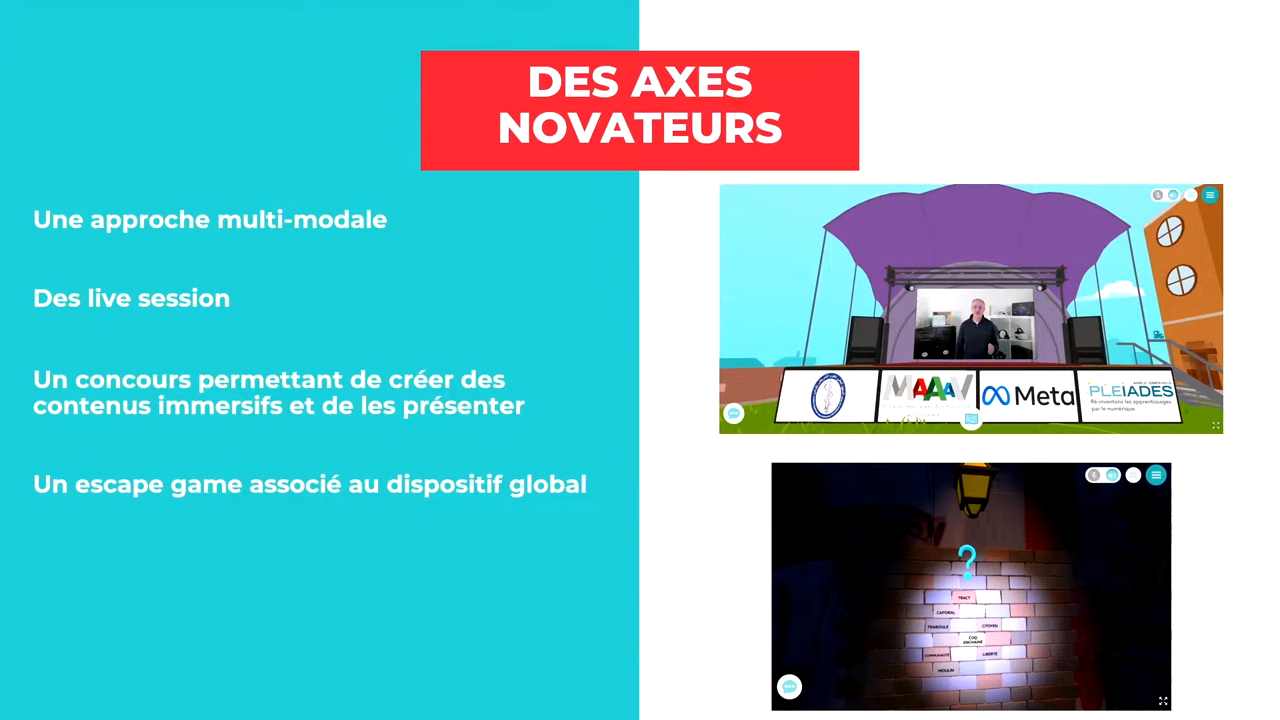 DES AXES
NOVATEURS
Une approche multi-modale
Des live session
Un concours permettant de créer des
contenus immersifs et de les présenter
Un escape game associé au dispositif global
MAAAV
Meta
PLEIADES
Ré-inventons les apprentissages
par le numérique
?
TRACT
CAPORAL
TRABOULE
CITOYEN
COQ
ENCHAINÉ
COMMUNAUTÉ
LIBERTÉ
MOULIN